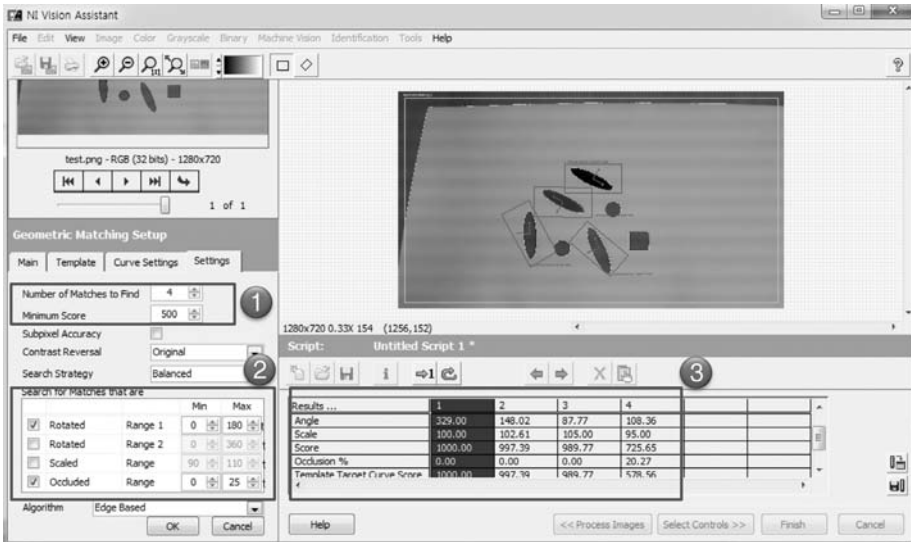 NI Vision Assistant
File Edit View Image Color Grayscale Binary Machine Vision Identification Tools Help
test.png - RGB (32 bits) - 1280x720
1 of 1
Geometric Matching Setup
Main Template Curve Settings Settings
Number of Matches to Find 4
Minimum Score 500
1
Subpixel Accuracy
Contrast Reversal Original
Search Strategy Balanced
2
Search for Matches that are
Min Max
Rotated Range 1 0 180
Rotated Range 2 0 360
Scaled Range 90 110
Occluded Range 0 25
Algorithm Edge Based
OK Cancel
1280x720 0.33X 154 (1256,152)
Script: Untitled Script 1 *
3
Results ... 1 2 3 4
Angle 329.00 148.02 87.77 108.36
Scale 100.00 102.61 105.00 95.00
Score 1000.00 997.39 989.77 725.65
Occlusion % 0.00 0.00 0.00 20.27
Template Target Curve Score 1000.00 997.39 989.77 578.56
Help << Process Images Select Controls >> Finish Cancel